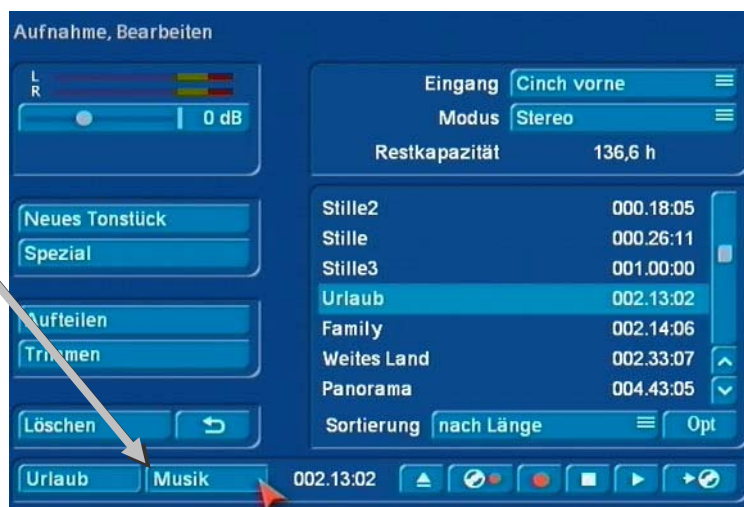 Aufnahme, Bearbeiten
L
R
0 dB
Eingang Cinch vorne
Modus Stereo
Restkapazität 136,6 h
Neues Tonstück
Spezial
Aufteilen
Trimmen
Löschen
Stille2 000.18:05
Stille 000.26:11
Stille3 001.00:00
Urlaub 002.13:02
Family 002.14:06
Weites Land 002.33:07
Panorama 004.43:05
Sortierung nach Länge Opt
Urlaub Musik 002.13:02